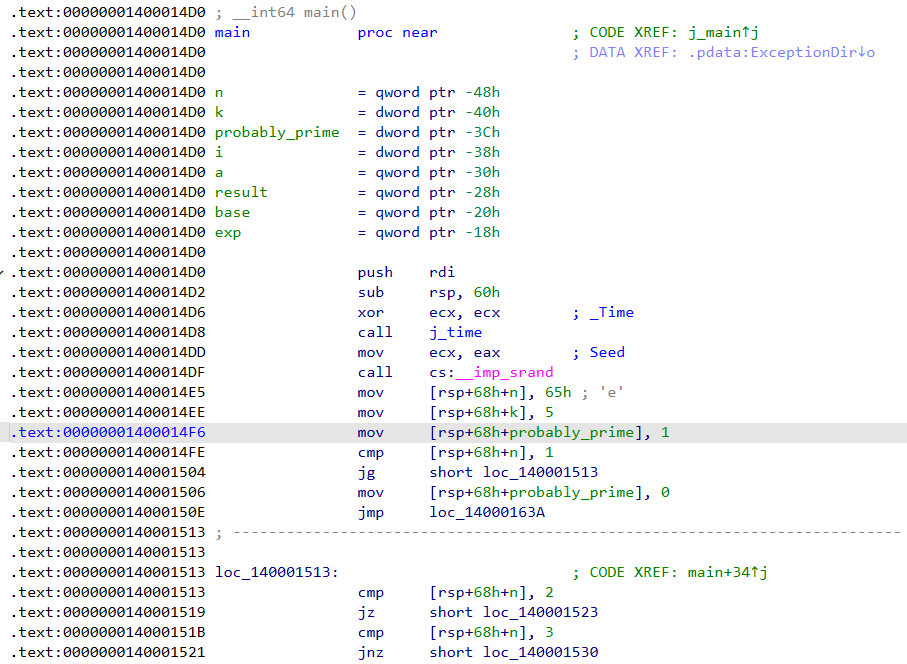 .text:00000001400014D0 ; __int64 main()
.text:00000001400014D0 main proc near ; CODE XREF: j_main↑j
.text:00000001400014D0 ; DATA XREF: .pdata:ExceptionDir↓o
.text:00000001400014D0
.text:00000001400014D0 n = qword ptr -48h
.text:00000001400014D0 k = dword ptr -40h
.text:00000001400014D0 probably_prime = dword ptr -3Ch
.text:00000001400014D0 i = dword ptr -38h
.text:00000001400014D0 a = qword ptr -30h
.text:00000001400014D0 result = qword ptr -28h
.text:00000001400014D0 base = qword ptr -20h
.text:00000001400014D0 exp = qword ptr -18h
.text:00000001400014D0
.text:00000001400014D0 push rdi
.text:00000001400014D2 sub rsp, 60h
.text:00000001400014D6 xor ecx, ecx ; _Time
.text:00000001400014D8 call j_time
.text:00000001400014DD mov ecx, eax ; Seed
.text:00000001400014DF call cs:__imp_srand
.text:00000001400014E5 mov [rsp+68h+n], 65h ; 'e'
.text:00000001400014EE mov [rsp+68h+k], 5
.text:00000001400014F6 mov [rsp+68h+probably_prime], 1
.text:00000001400014FE cmp [rsp+68h+n], 1
.text:0000000140001504 jg short loc_140001513
.text:0000000140001506 mov [rsp+68h+probably_prime], 0
.text:000000014000150E jmp loc_14000163A
.text:0000000140001513 ; ---------------------------------------------------------------------------
.text:0000000140001513
.text:0000000140001513 loc_140001513: ; CODE XREF: main+34↑j
.text:0000000140001513 cmp [rsp+68h+n], 2
.text:0000000140001519 jz short loc_140001523
.text:000000014000151B cmp [rsp+68h+n], 3
.text:0000000140001521 jnz short loc_140001530